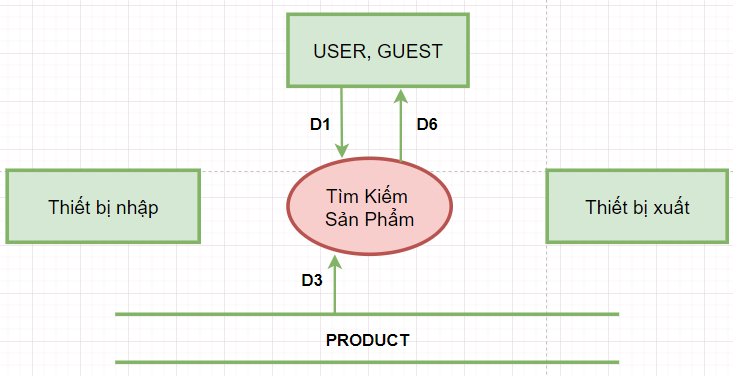 USER, GUEST
D1
D6
Thiết bị nhập
Tìm Kiếm
Sản Phẩm
Thiết bị xuất
D3
PRODUCT